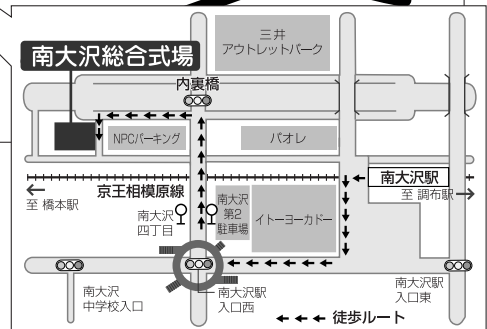 三井
アウトレットパーク
南大沢総合式場
内裏橋
NPCパーキング
パオレ
南大沢駅
京王相模原線
至 橋本駅
至 調布駅
南大沢
四丁目
南大沢
第2
駐車場
イトーヨーカドー
南大沢
中学校入口
南大沢駅
入口西
南大沢駅
入口東
徒歩ルート